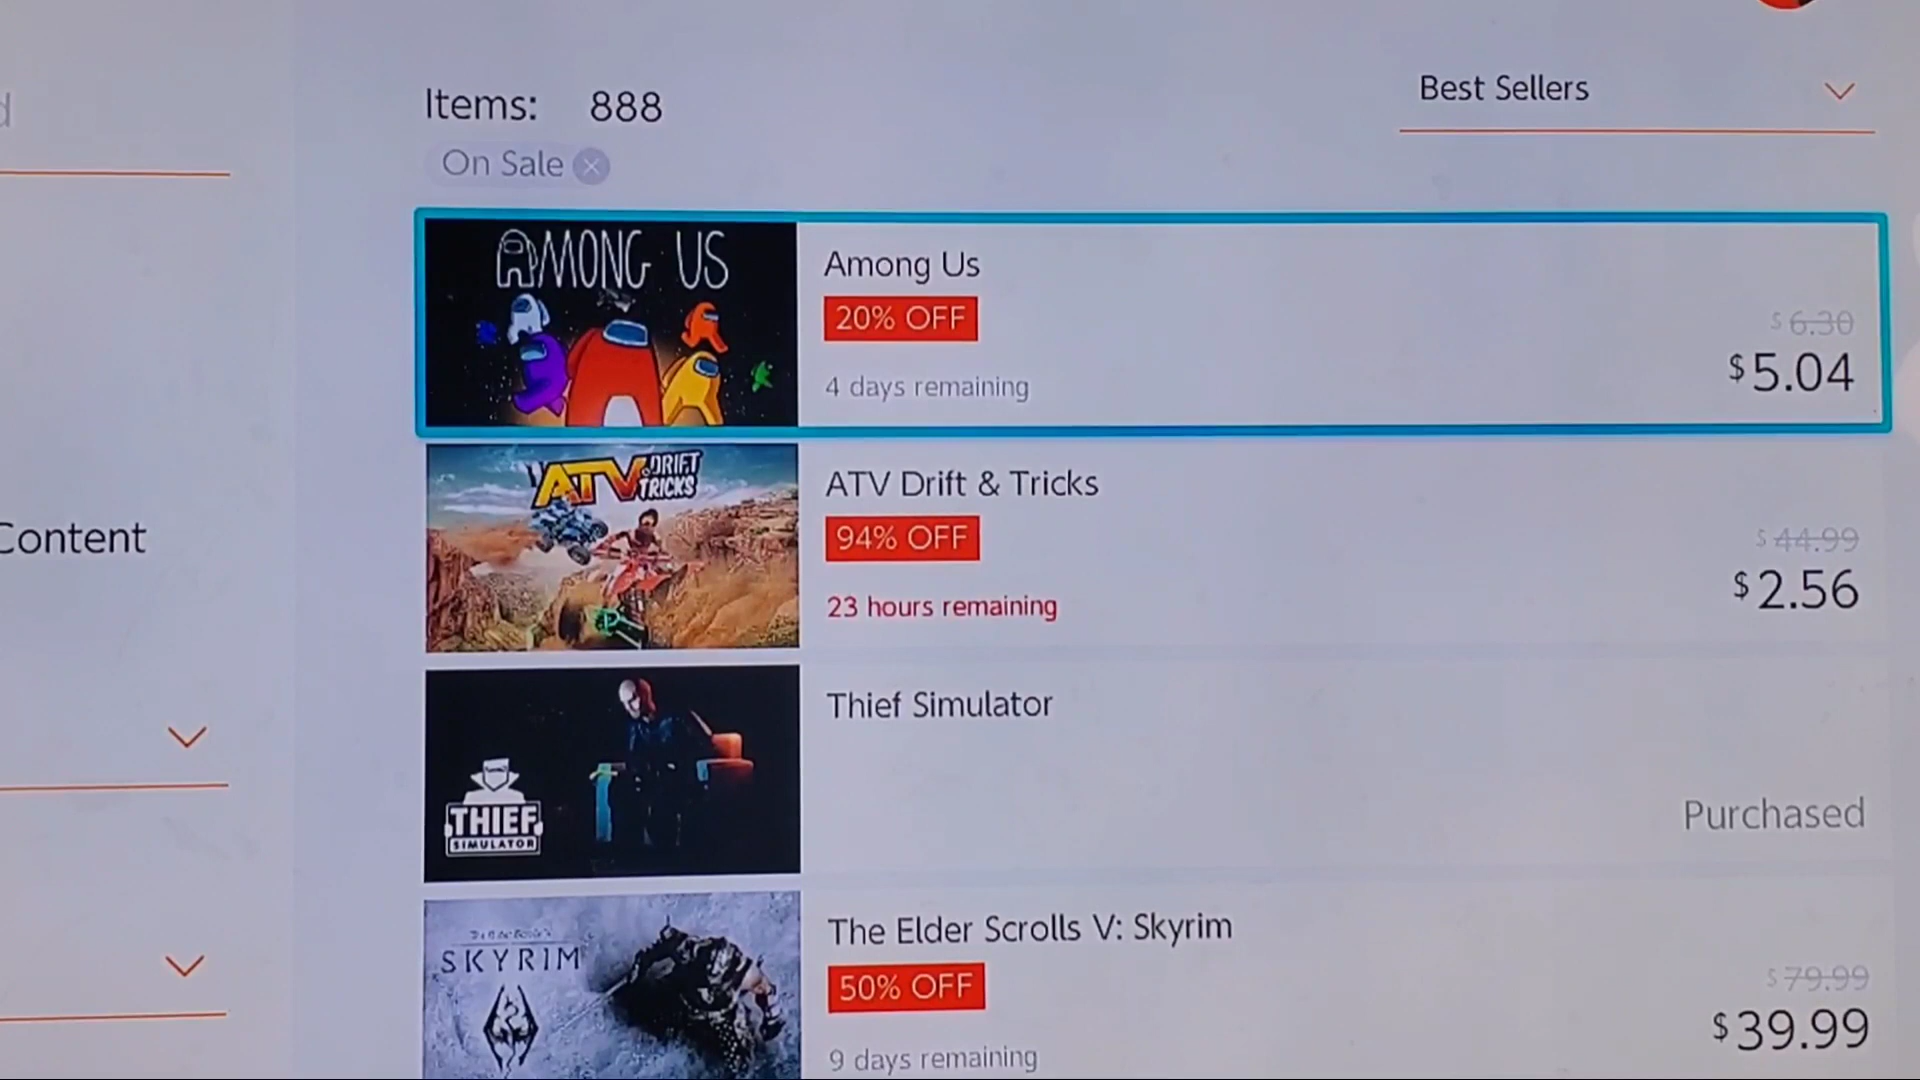 d
Items: 888
Best Sellers
On Sale
AMONG US
Among Us
20% OFF
4 days remaining
$6.30
$5.04
Content
ATV DRIFT & TRICKS
ATV Drift & Tricks
94% OFF
23 hours remaining
$44.99
$2.56
THIEF
SIMULATOR
Thief Simulator
Purchased
SKYRIM
The Elder Scrolls V: Skyrim
50% OFF
9 days remaining
$79.99
$39.99